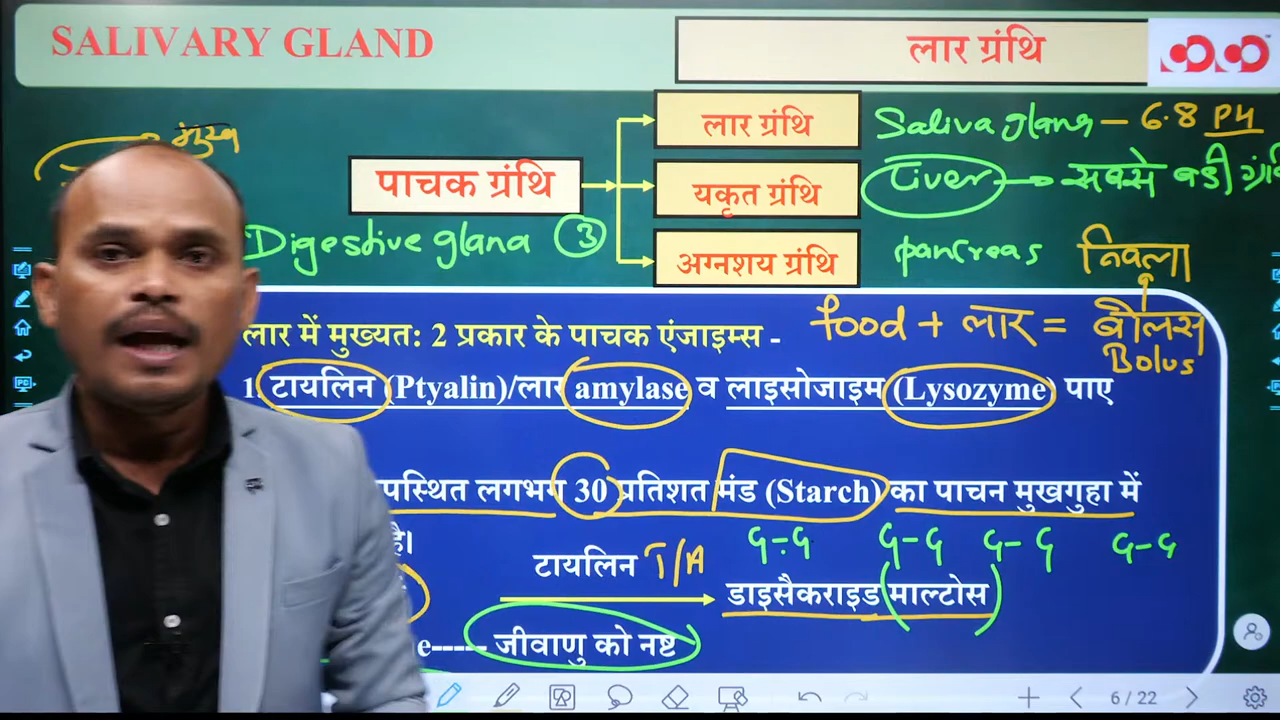 SALIVARY GLAND
लार ग्रंथि
मुख
लार ग्रंथि
Saliva gland – 6.8 PH
पाचक ग्रंथि
यकृत ग्रंथि
Liver → सबसे बडी
Digestive gland 3
अग्नशय ग्रंथि
pancreas
निवाला
लार में मुख्यत: 2 प्रकार के पाचक एंजाइम्स -
food + लार = बौलस
Bolus
1. टायलिन (Ptyalin)/लार amylase व लाइसोजाइम (Lysozyme) पाए
पस्थित लगभग 30 प्रतिशत मंड (Starch) का पाचन मुखगुहा में
है।
G-G G-G G-G G-G
टायलिन T/A
डाइसैकराइड (माल्टोस)
e----- जीवाणु को नष्ट
6 / 22